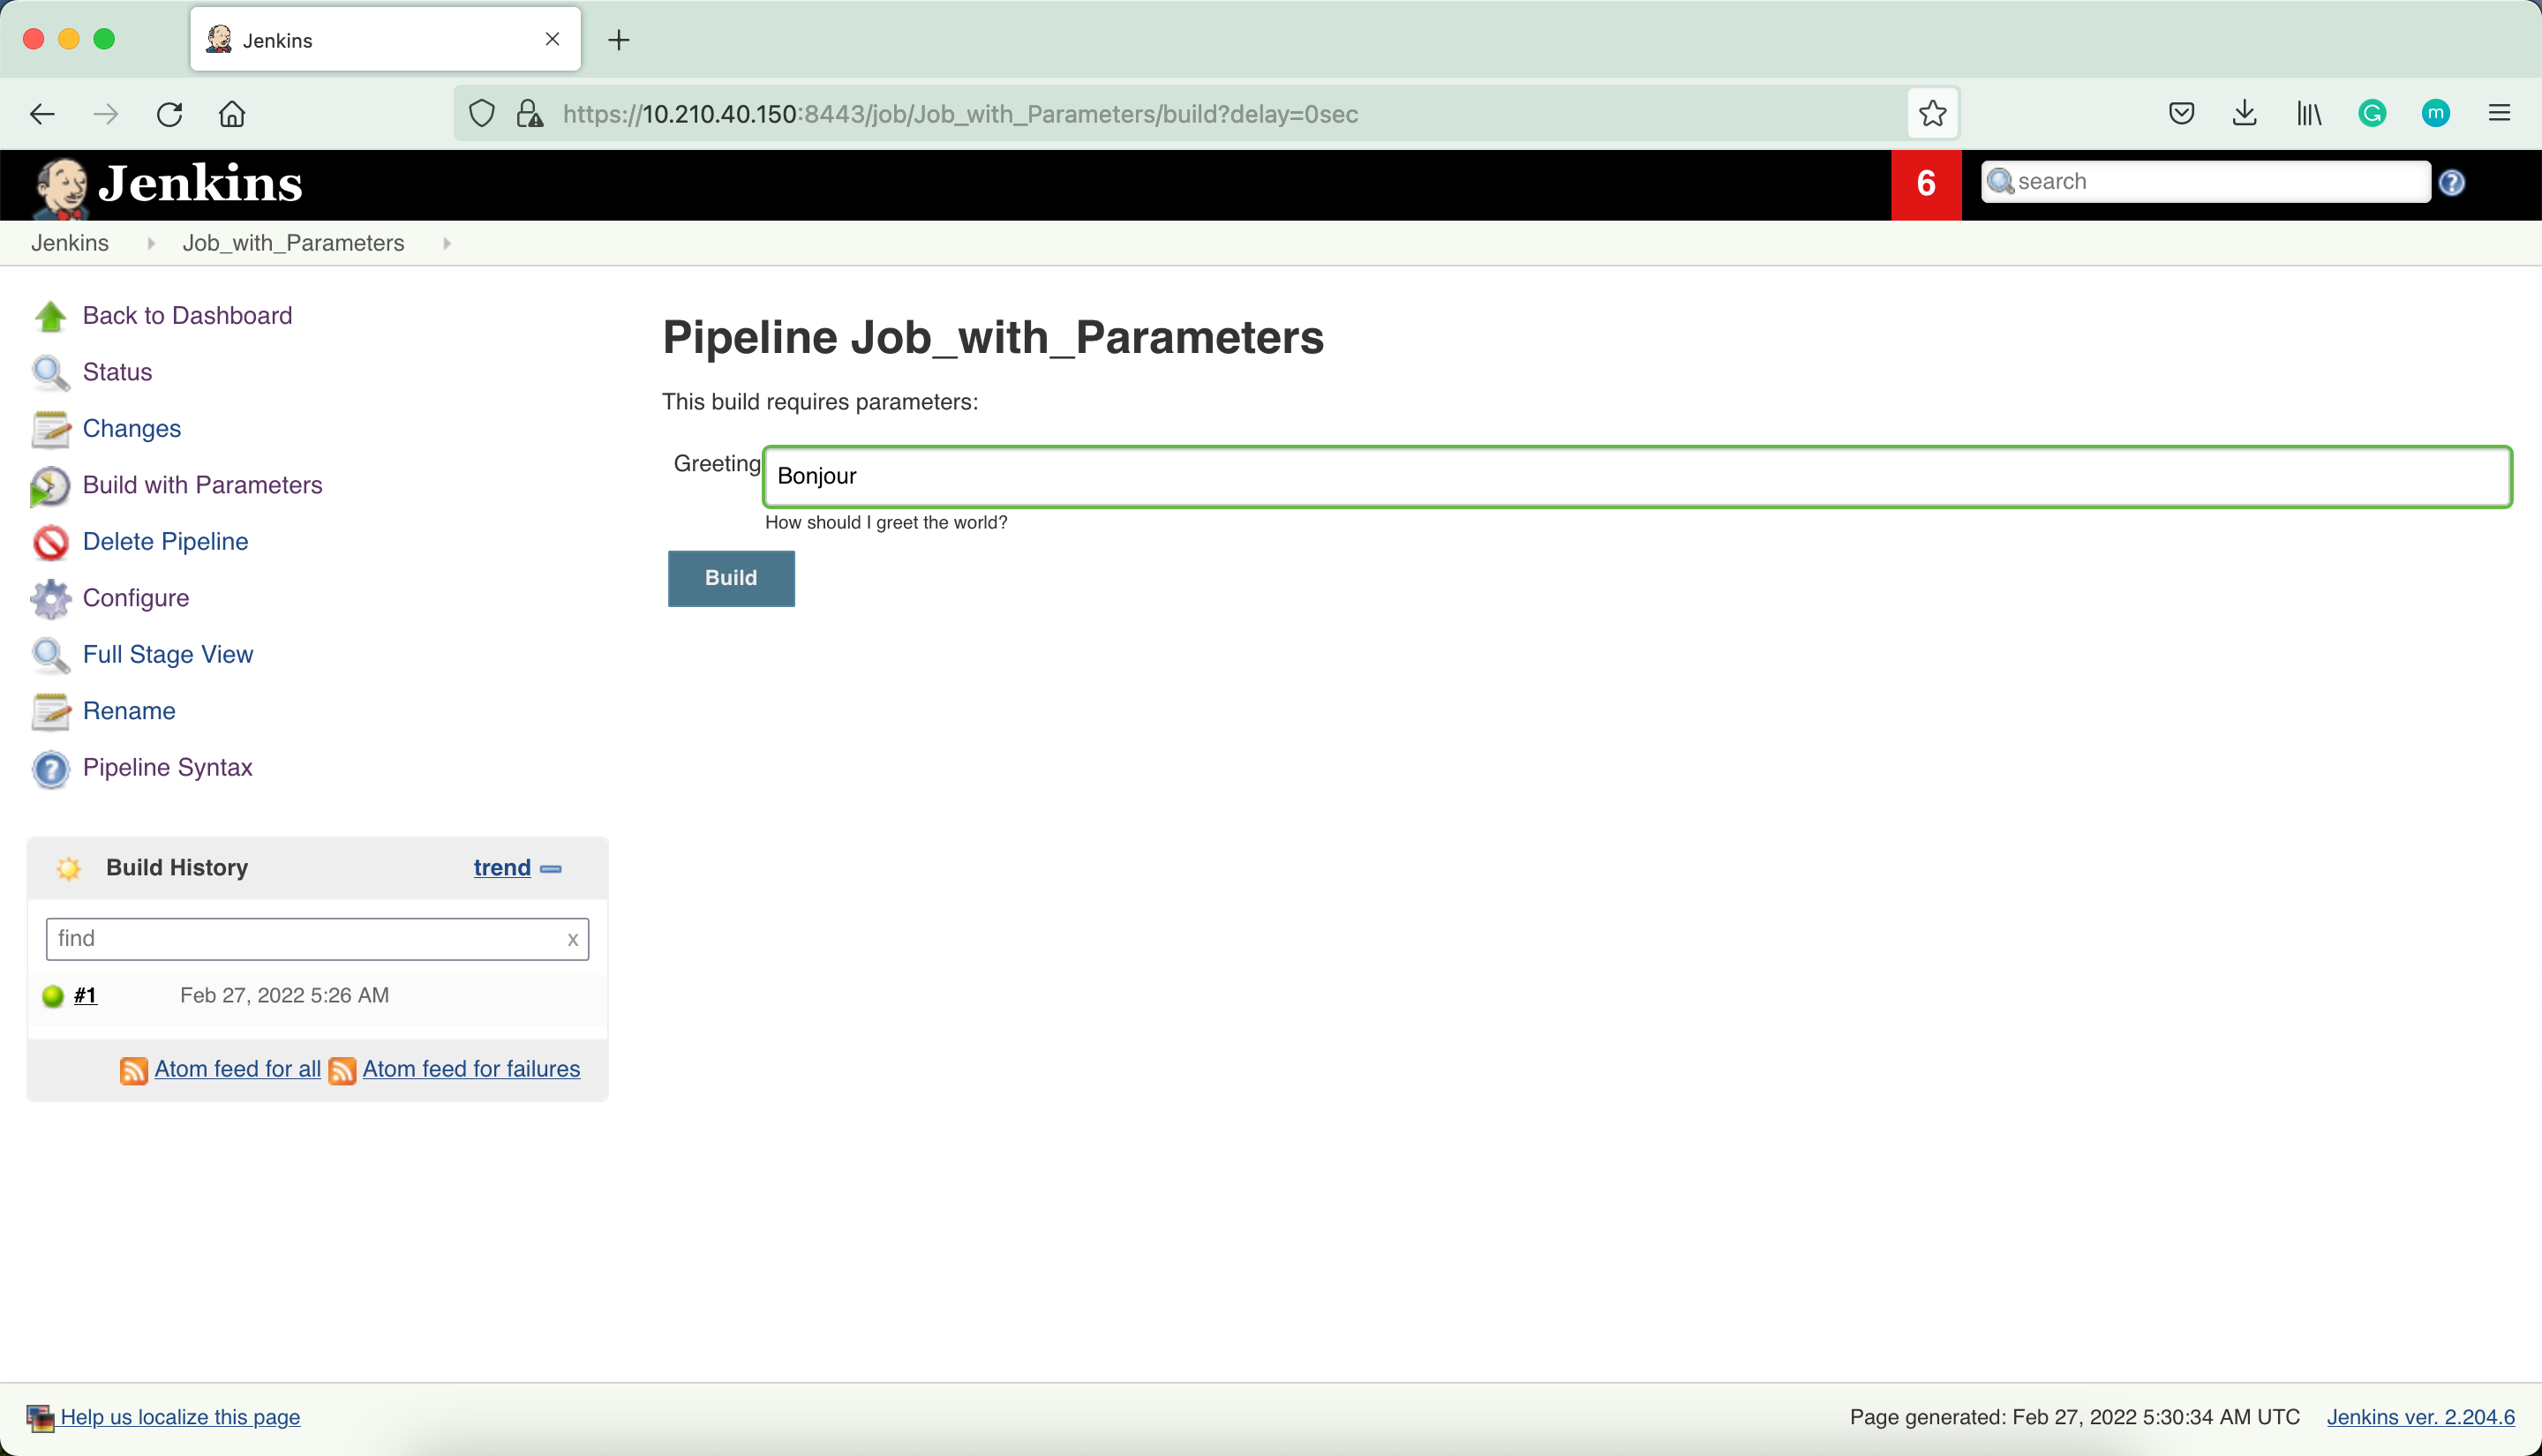 Jenkins
https://10.210.40.150:8443/job/Job_with_Parameters/build?delay=0sec
m
Jenkins
6
search
Jenkins
Job_with_Parameters
Back to Dashboard
Status
Changes
Build with Parameters
Delete Pipeline
Configure
Full Stage View
Rename
Pipeline Syntax
Build History
trend
find
x
#1
Feb 27, 2022 5:26 AM
Atom feed for all
Atom feed for failures
Pipeline Job_with_Parameters
This build requires parameters:
Greeting
Bonjour
How should I greet the world?
Build
Help us localize this page
Page generated: Feb 27, 2022 5:30:34 AM UTC
Jenkins ver. 2.204.6